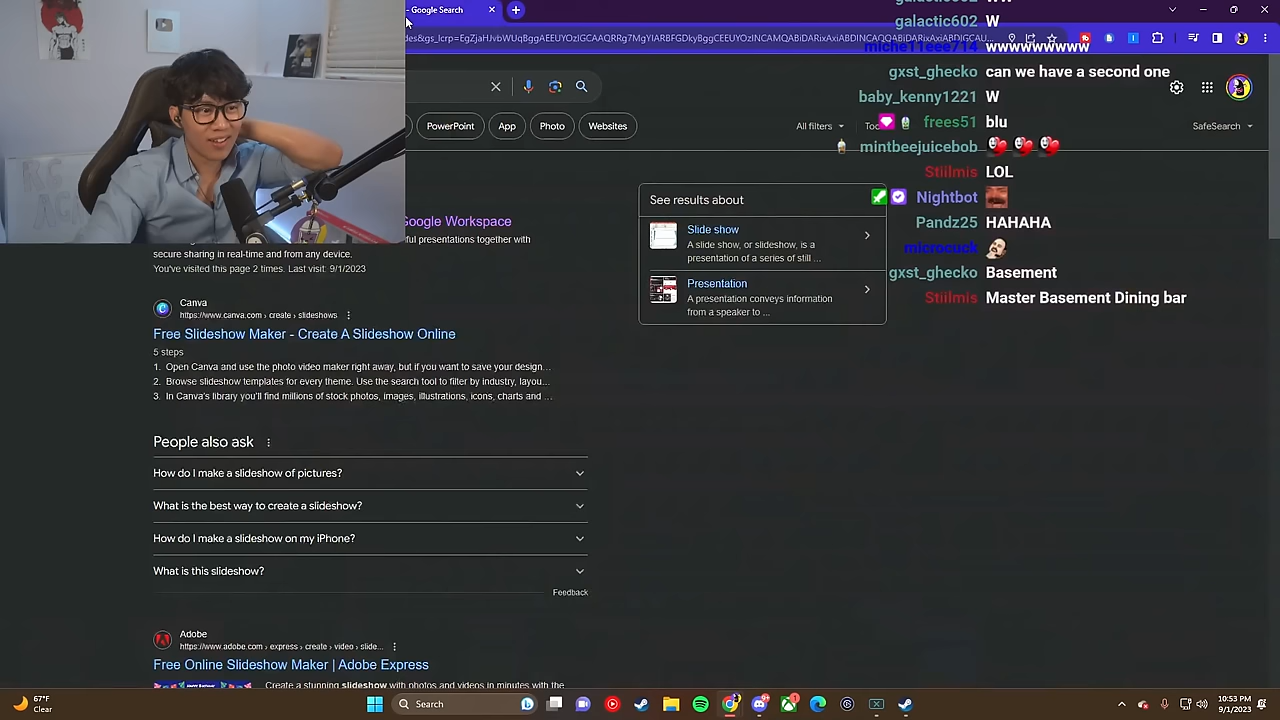 - Google Search
galactic602 W
miche11eee714 wwwwwwwww
gxst_ghecko can we have a second one
baby_kenny1221 W
PowerPoint
App
Photo
Websites
All filters
SafeSearch
frees51 blu
mintbeejuicebob
Stiilmis LOL
Nightbot
Pandz25 HAHAHA
microcuck
gxst_ghecko Basement
Stiilmis Master Basement Dining bar
Google Workspace
ful presentations together with
secure sharing in real-time and from any device.
You've visited this page 2 times. Last visit: 9/1/2023
See results about
Slide show
A slide show, or slideshow, is a
presentation of a series of still ...
Presentation
A presentation conveys information
from a speaker to ...
Canva
https://www.canva.com › create › slideshows
Free Slideshow Maker - Create A Slideshow Online
5 steps
1. Open Canva and use the photo video maker right away, but if you want to save your design...
2. Browse slideshow templates for every theme. Use the search tool to filter by industry, layou...
3. In Canva's library you'll find millions of stock photos, images, illustrations, icons, charts and ...
People also ask
How do I make a slideshow of pictures?
What is the best way to create a slideshow?
How do I make a slideshow on my iPhone?
What is this slideshow?
Feedback
Adobe
https://www.adobe.com › express › create › video › slide...
Free Online Slideshow Maker | Adobe Express
Create a stunning slideshow with photos and videos in minutes with the
67°F
Clear
Search
10:53 PM
9/1/2023